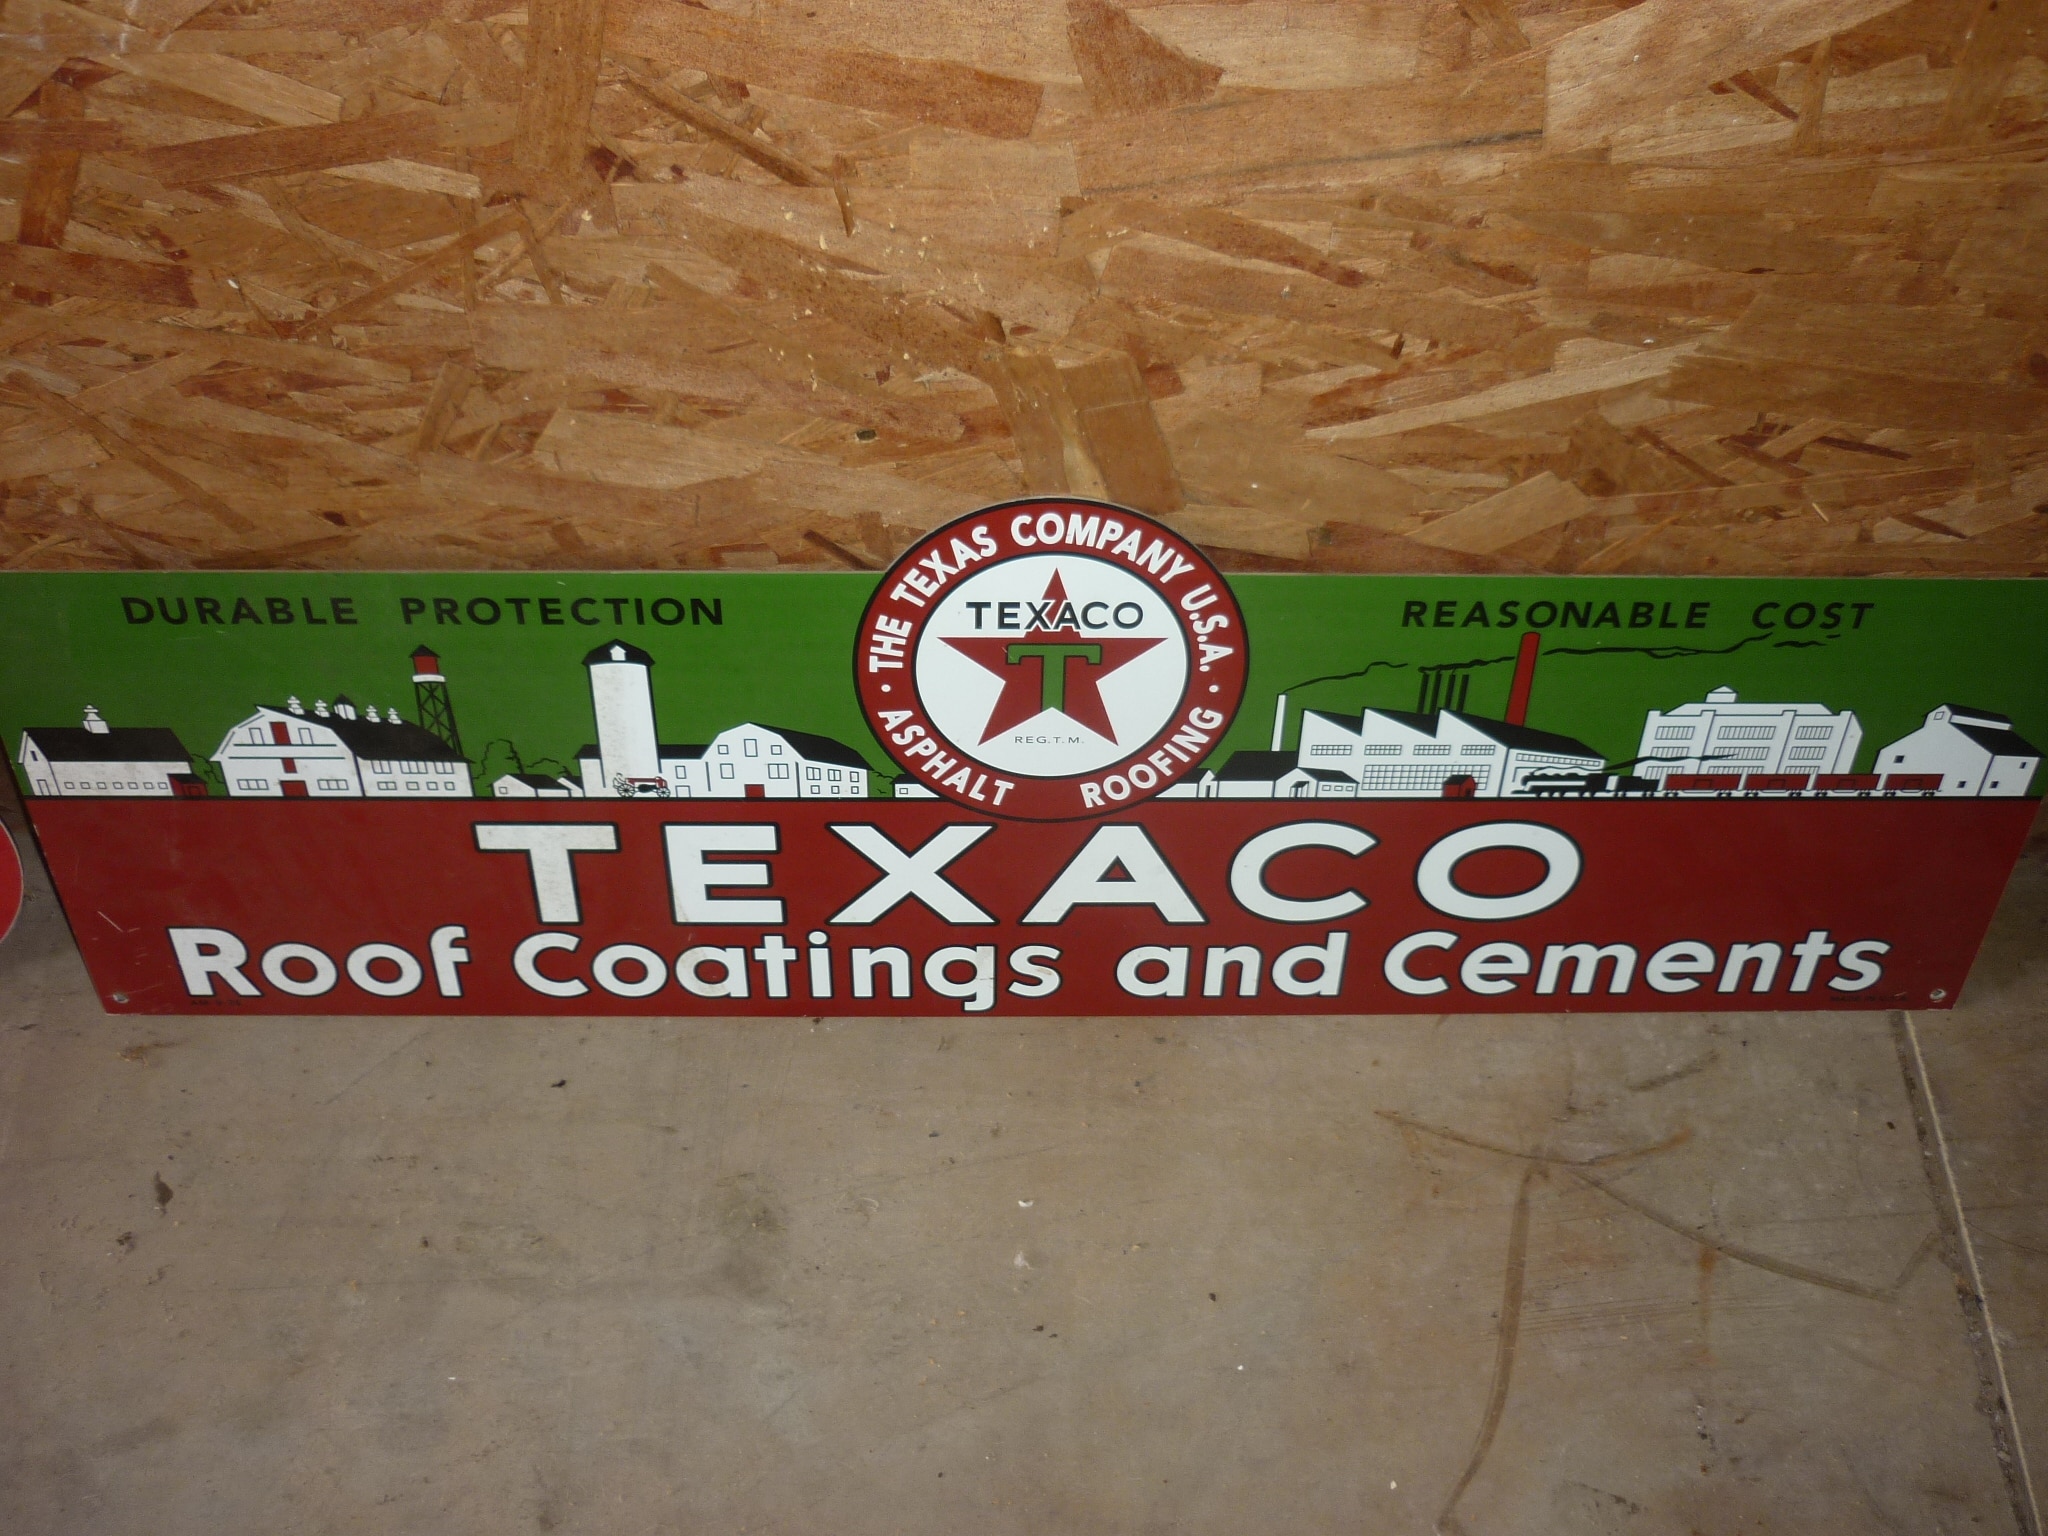 DURABLE PROTECTION
THE TEXAS COMPANY U.S.A.
TEXACO
T
REG. T. M.
ASPHALT ROOFING
REASONABLE COST
TEXACO
Roof Coatings and Cements